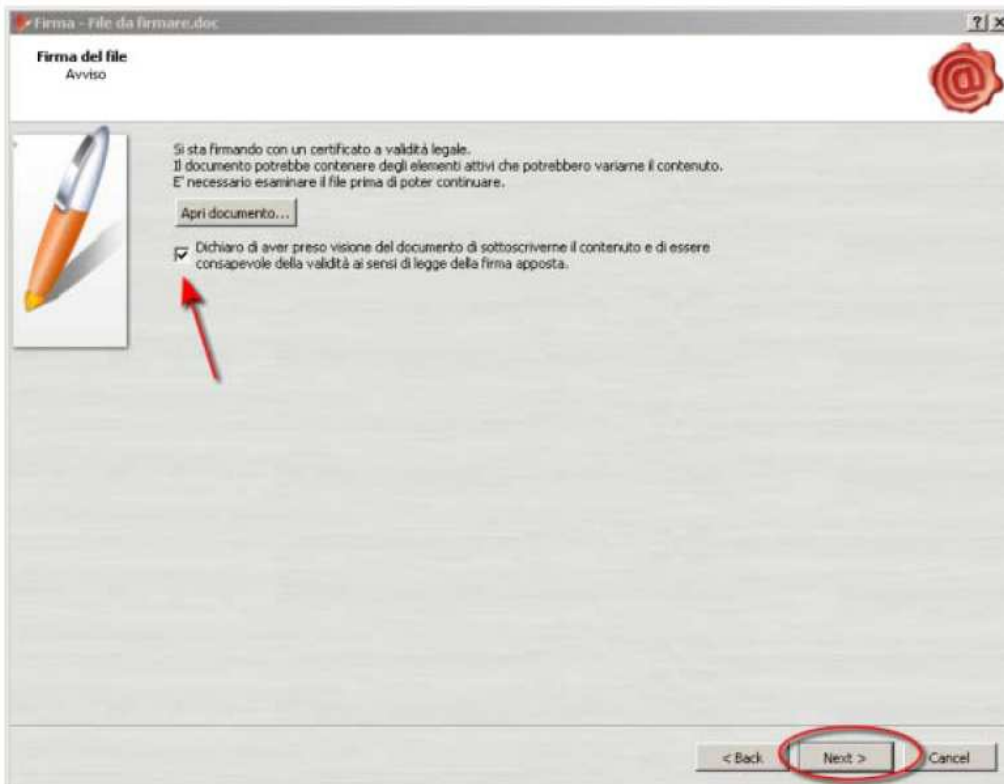 Firma - File da firmare.doc
Firma del file
Avviso
Si sta firmando con un certificato a validità legale.
Il documento potrebbe contenere degli elementi attivi che potrebbero variarne il contenuto.
E' necessario esaminare il file prima di poter continuare.
Apri documento...
Dichiaro di aver preso visione del documento di sottoscriverne il contenuto e di essere
consapevole della validità ai sensi di legge della firma apposta.
< Back
Next >
Cancel